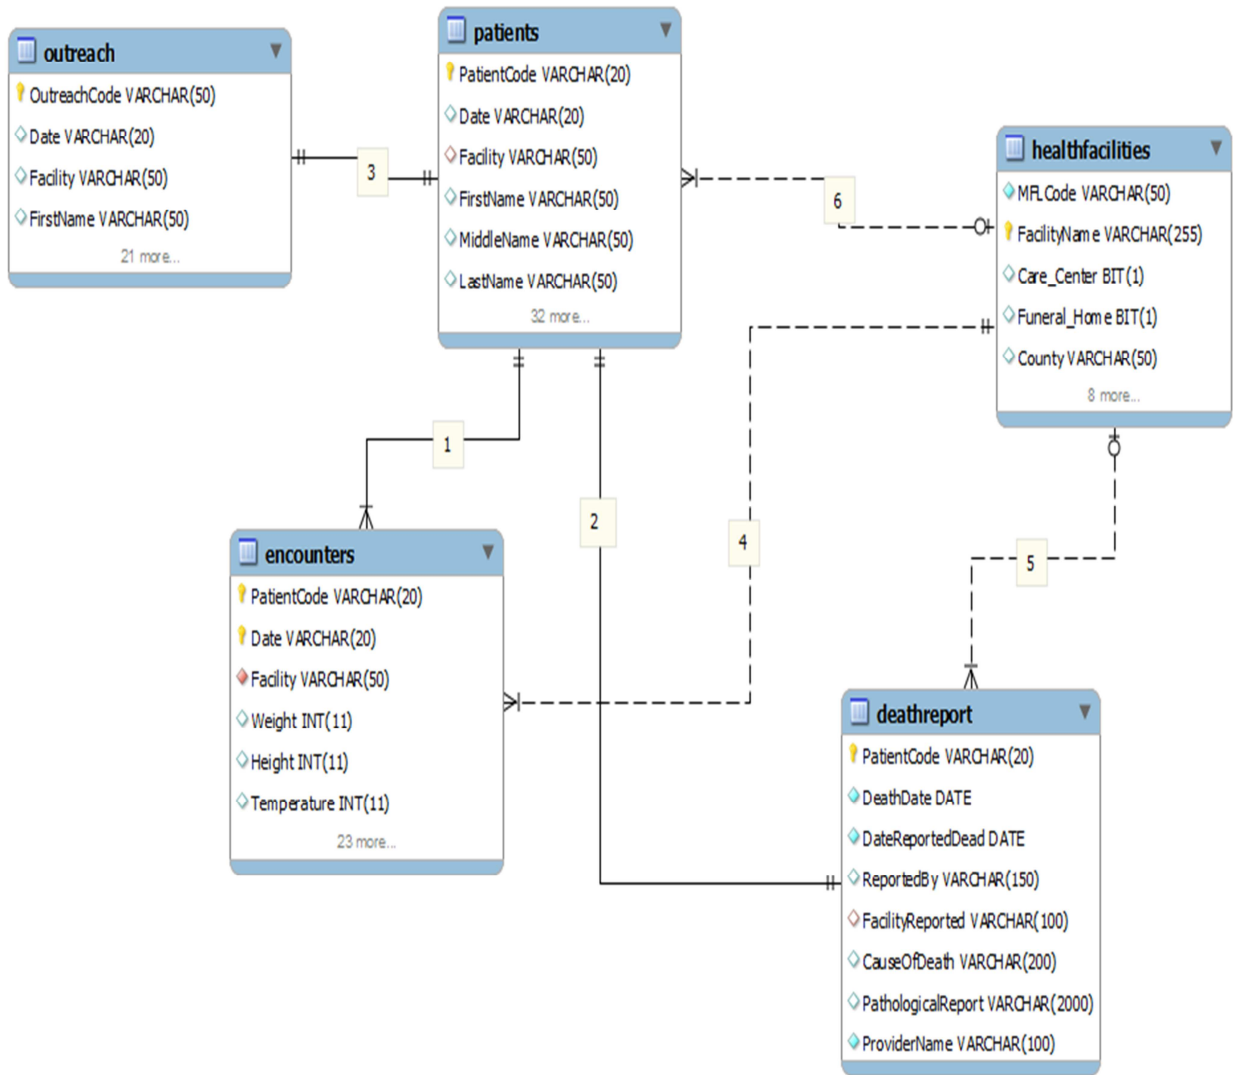 outreach
OutreachCode VARCHAR(50)
Date VARCHAR(20)
Facility VARCHAR(50)
FirstName VARCHAR(50)
21 more...
patients
PatientCode VARCHAR(20)
Date VARCHAR(20)
Facility VARCHAR(50)
FirstName VARCHAR(50)
MiddleName VARCHAR(50)
LastName VARCHAR(50)
32 more...
healthfacilities
MFLCode VARCHAR(50)
FacilityName VARCHAR(255)
Care_Center BIT(1)
Funeral_Home BIT(1)
County VARCHAR(50)
8 more...
3
6
1
2
4
5
encounters
PatientCode VARCHAR(20)
Date VARCHAR(20)
Facility VARCHAR(50)
Weight INT(11)
Height INT(11)
Temperature INT(11)
23 more...
deathreport
PatientCode VARCHAR(20)
DeathDate DATE
DateReportedDead DATE
ReportedBy VARCHAR(150)
FacilityReported VARCHAR(100)
CauseOfDeath VARCHAR(200)
PathologicalReport VARCHAR(2000)
ProviderName VARCHAR(100)